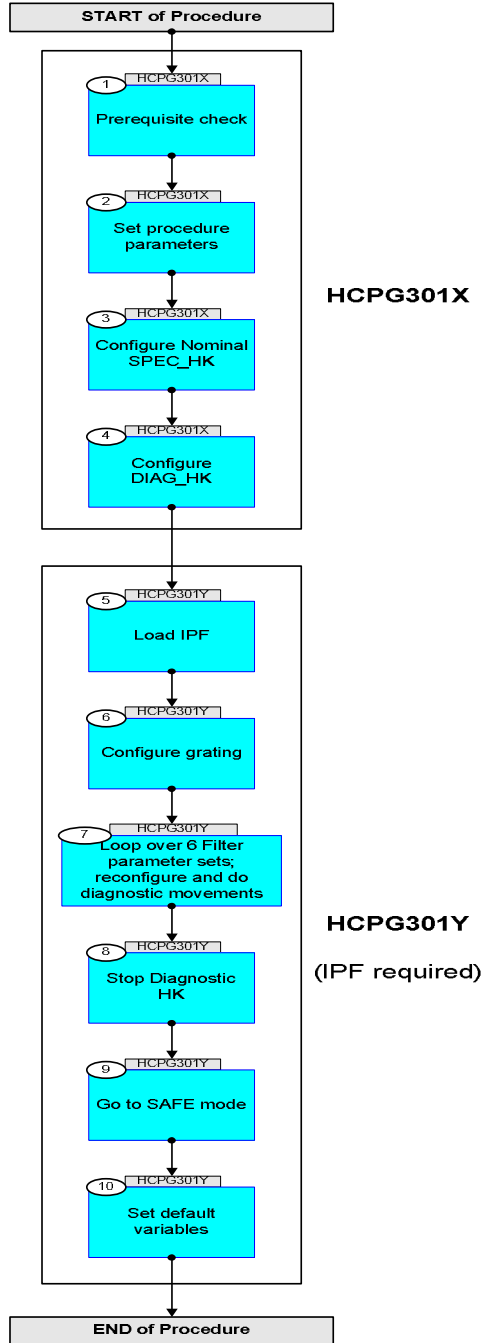 START of Procedure
HCPG301X
1
Prerequisite check
HCPG301X
2
Set procedure
parameters
HCPG301X
3
Configure Nominal
SPEC_HK
HCPG301X
4
Configure
DIAG_HK
HCPG301X
HCPG301Y
5
Load IPF
HCPG301Y
6
Configure grating
HCPG301Y
7
Loop over 6 Filter
parameter sets;
reconfigure and do
diagnostic movements
HCPG301Y
8
Stop Diagnostic
HK
HCPG301Y
9
Go to SAFE mode
HCPG301Y
10
Set default
variables
HCPG301Y
(IPF required)
END of Procedure